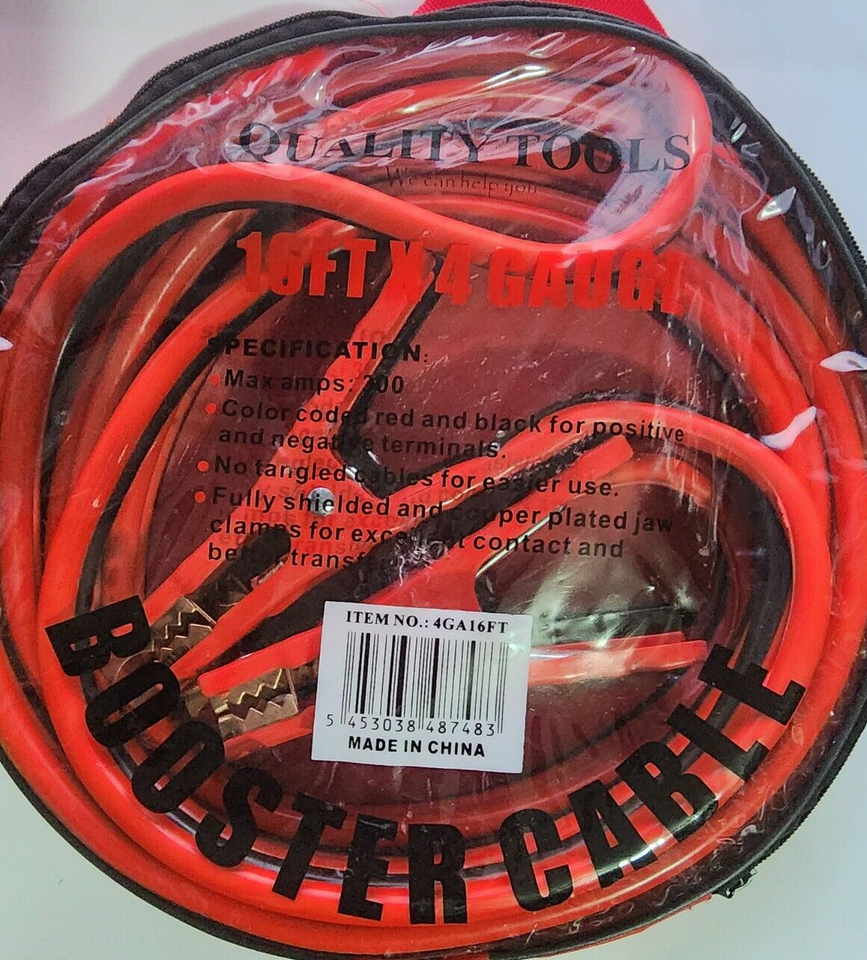 QUALITY TOOLS
We can help you
16FT X 4 GAUGE
SPECIFICATION:
Max amps: 200
Color coded red and black for positive
and negative terminals.
No tangled cables for easier use.
Fully shielded and copper plated jaw
clamps for excellent contact and
better transfer
ITEM NO.: 4GA16FT
5 453038 487483
MADE IN CHINA
BOOSTER CABLE